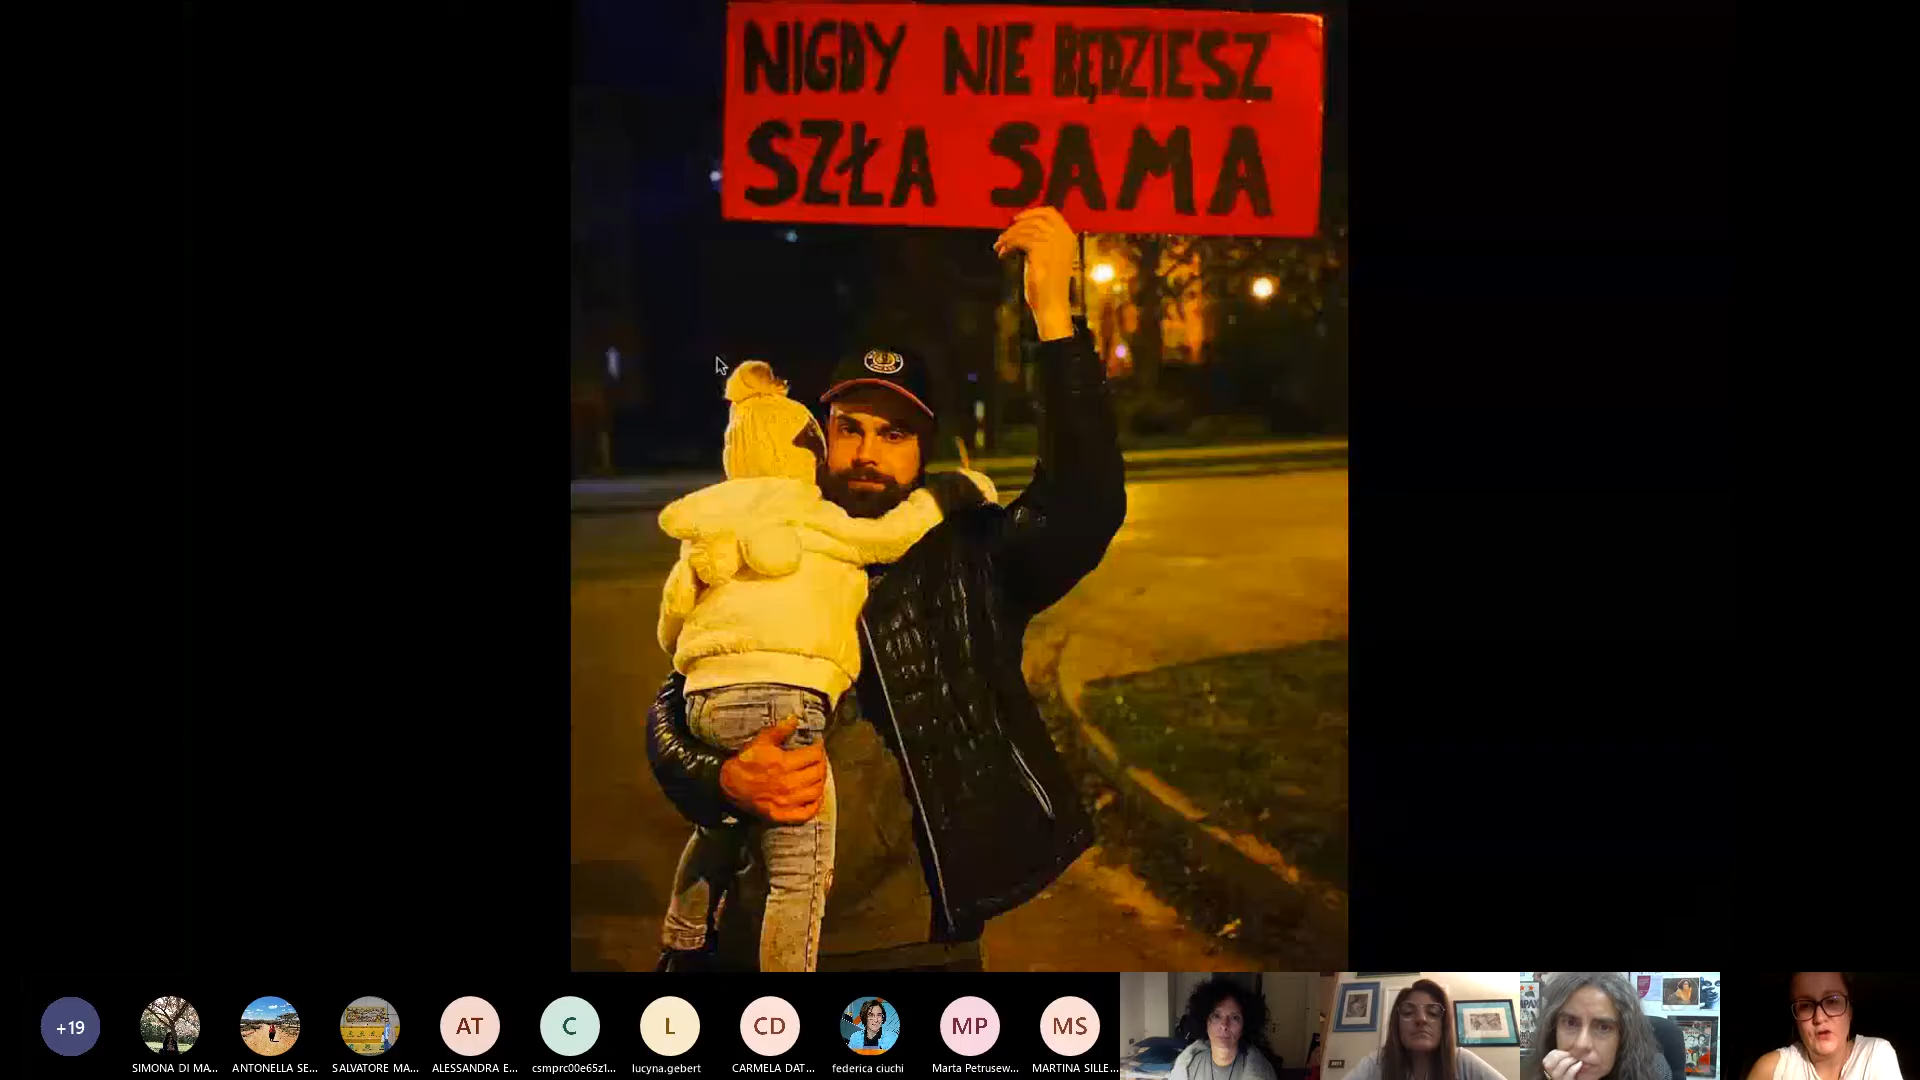 NIGDY NIE BĘDZIESZ
SZŁA SAMA
+19
AT
C
L
CD
MP
MS
SIMONA DI MA...
ANTONELLA SE...
SALVATORE MA...
ALESSANDRA E...
csmprc00e65z1...
lucyna.gebert
CARMELA DAT...
federica ciuchi
Marta Petrusew...
MARTINA SILLE...